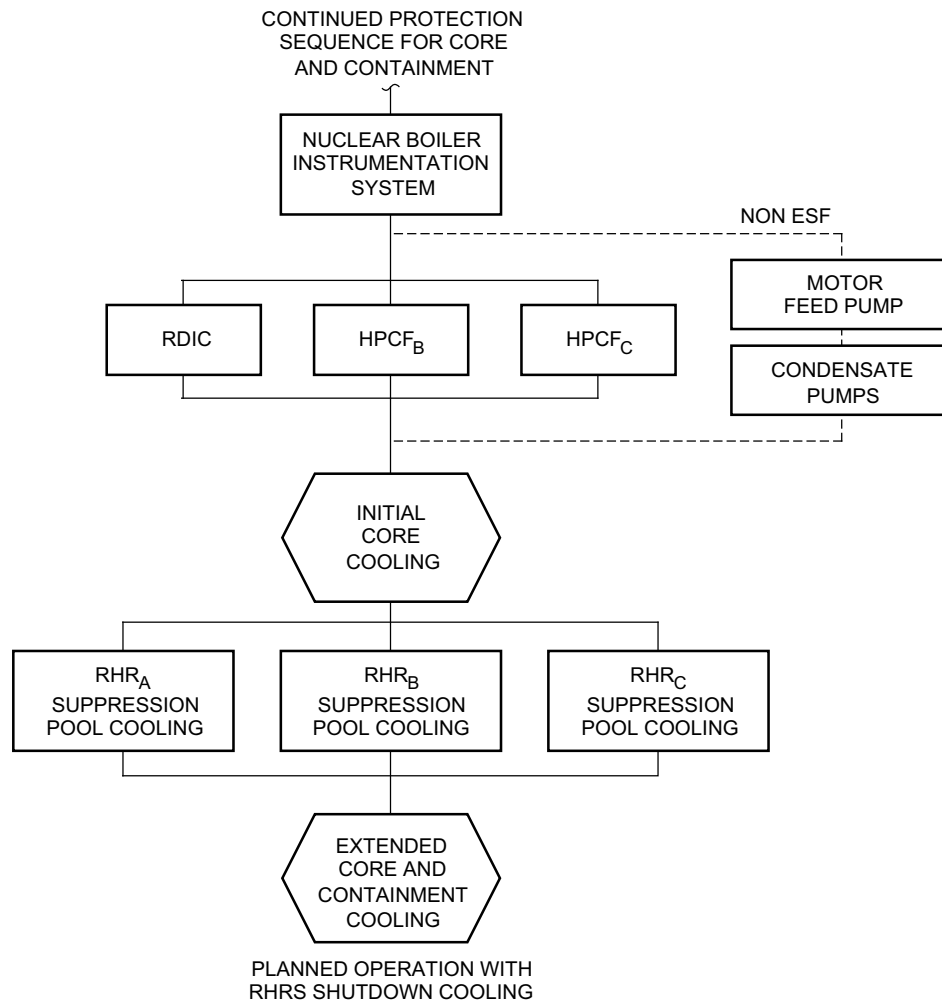 CONTINUED PROTECTION
SEQUENCE FOR CORE
AND CONTAINMENT
NUCLEAR BOILER
INSTRUMENTATION
SYSTEM
NON ESF
MOTOR
FEED PUMP
RDIC
HPCF_B
HPCF_C
CONDENSATE
PUMPS
INITIAL
CORE
COOLING
RHR_A
SUPPRESSION
POOL COOLING
RHR_B
SUPPRESSION
POOL COOLING
RHR_C
SUPPRESSION
POOL COOLING
EXTENDED
CORE AND
CONTAINMENT
COOLING
PLANNED OPERATION WITH
RHRS SHUTDOWN COOLING